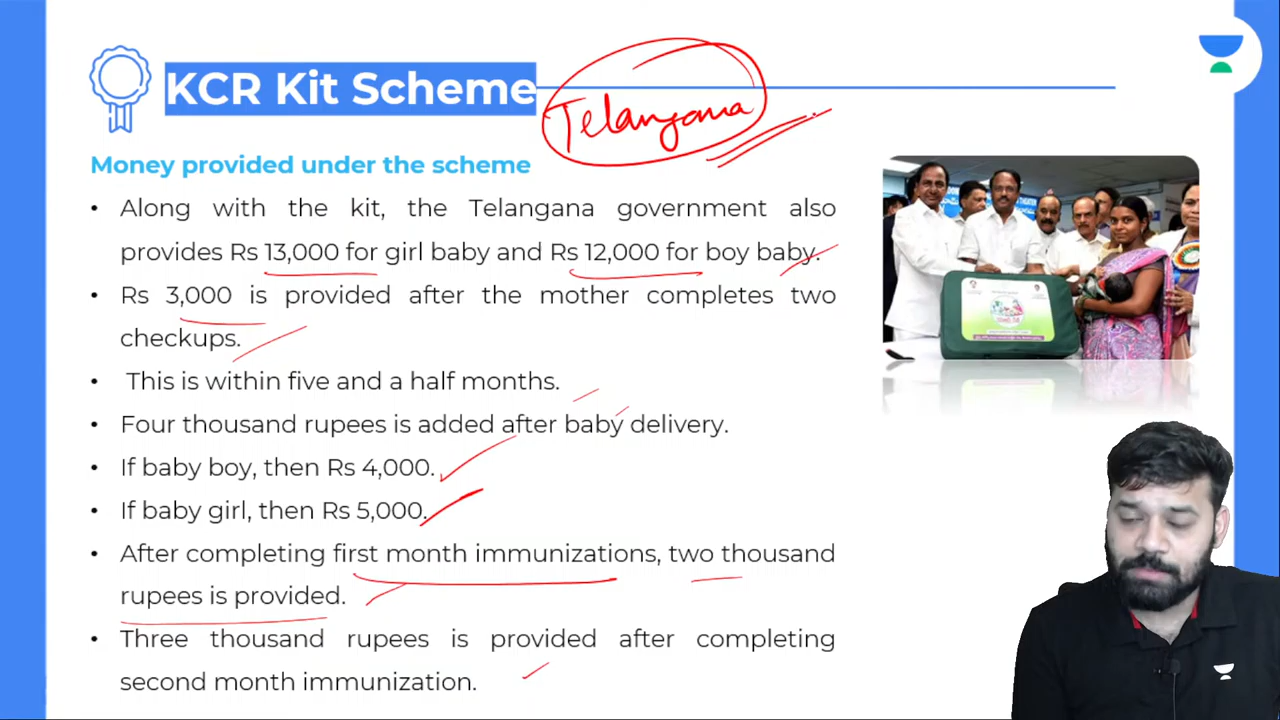 KCR Kit Scheme
Telangana
Money provided under the scheme
• Along with the kit, the Telangana government also
provides Rs 13,000 for girl baby and Rs 12,000 for boy baby.
• Rs 3,000 is provided after the mother completes two
checkups.
• This is within five and a half months.
• Four thousand rupees is added after baby delivery.
• If baby boy, then Rs 4,000.
• If baby girl, then Rs 5,000.
• After completing first month immunizations, two thousand
rupees is provided.
• Three thousand rupees is provided after completing
second month immunization.